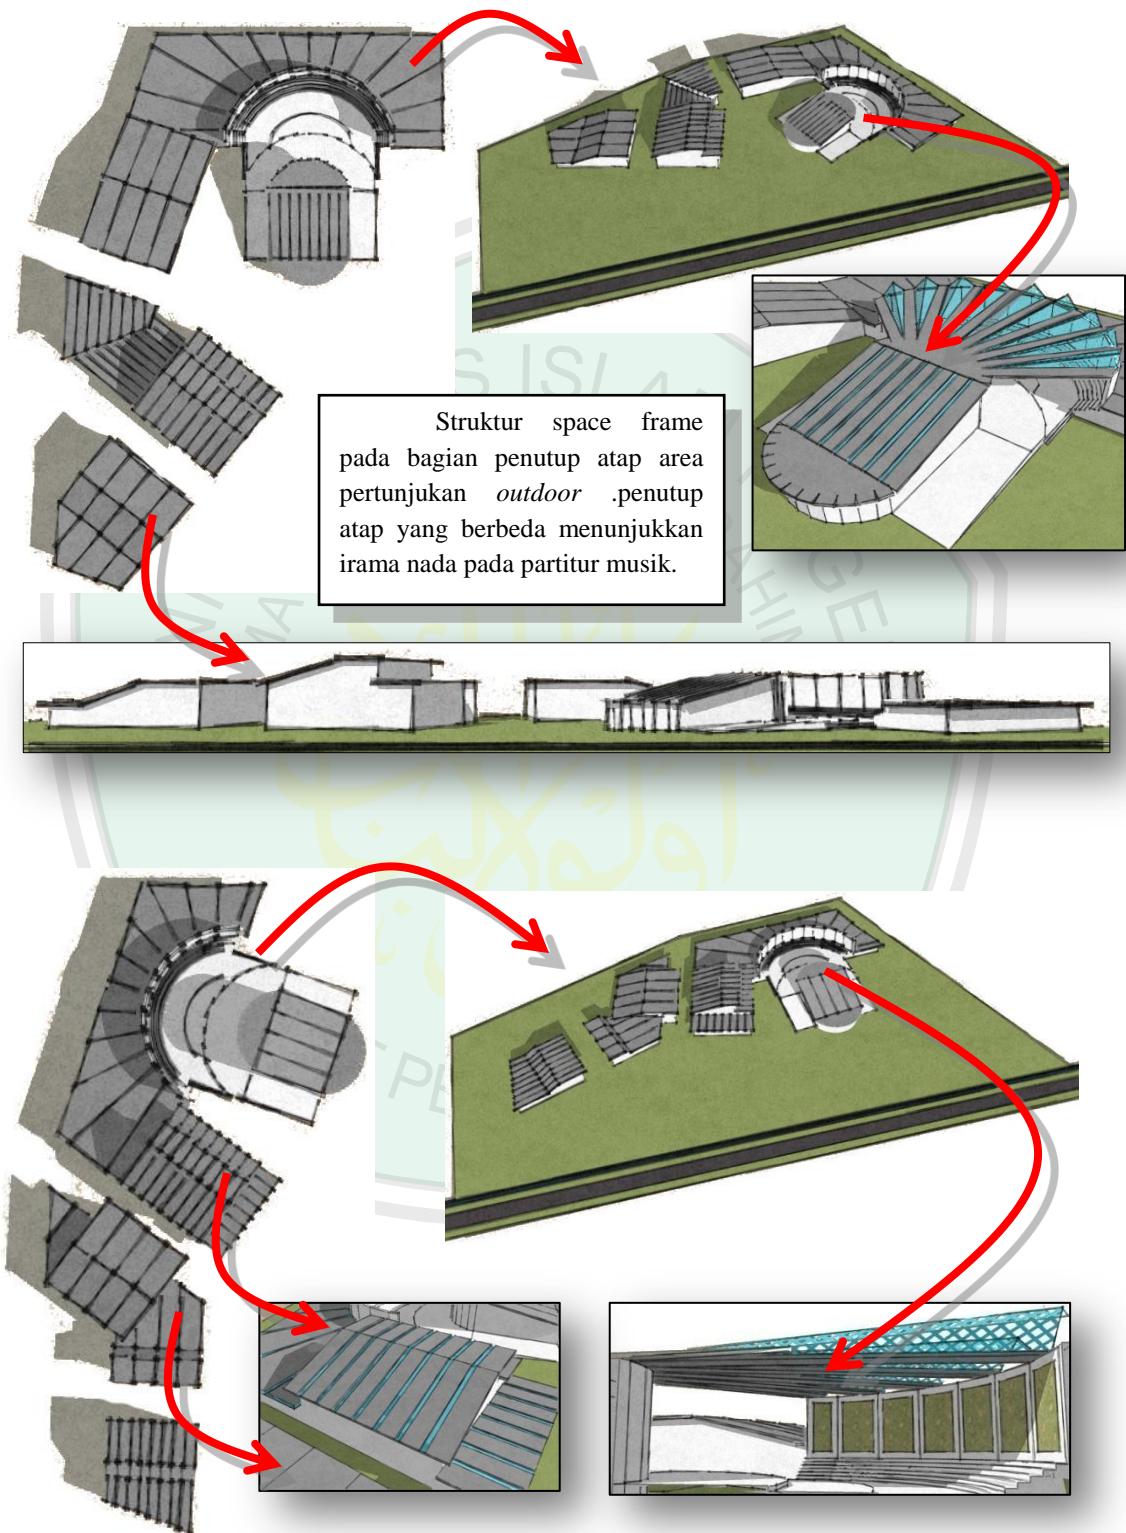 Struktur space frame
pada bagian penutup atap area
pertunjukan outdoor .penutup
atap yang berbeda menunjukkan
irama nada pada partitur musik.